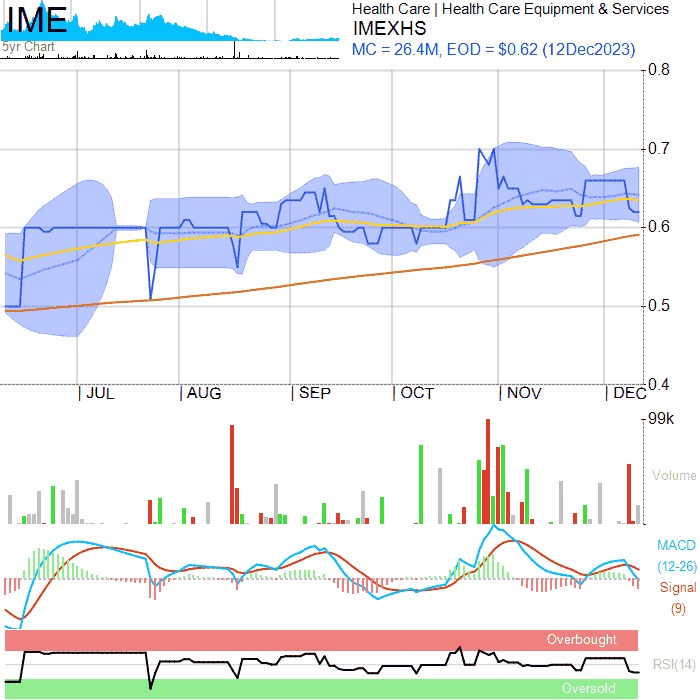 IME
Health Care | Health Care Equipment & Services
IMEXHS
5yr Chart
MC = 26.4M, EOD = $0.62 (12Dec2023)
0.8
0.7
0.6
0.5
0.4
| JUL | AUG | SEP | OCT | NOV | DEC
99k
Volume
MACD
(12-26)
Signal
(9)
Overbought
RSI(14)
Oversold